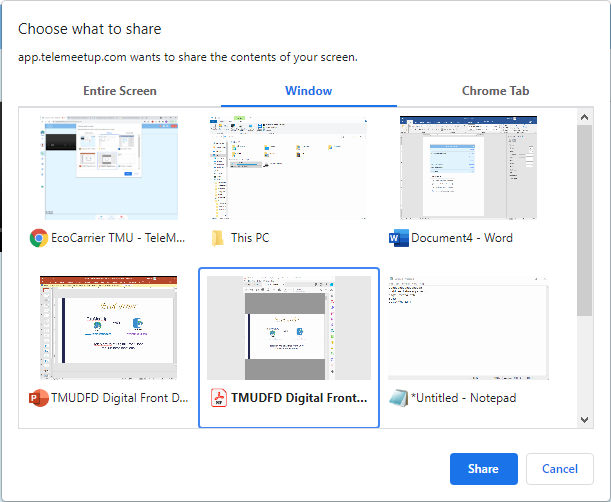 Choose what to share
app.telemeetup.com wants to share the contents of your screen.
Entire Screen
Window
Chrome Tab
EcoCarrier TMU - TeleM...
This PC
Document4 - Word
TMUDFD Digital Front D...
TMUDFD Digital Front...
*Untitled - Notepad
Share
Cancel